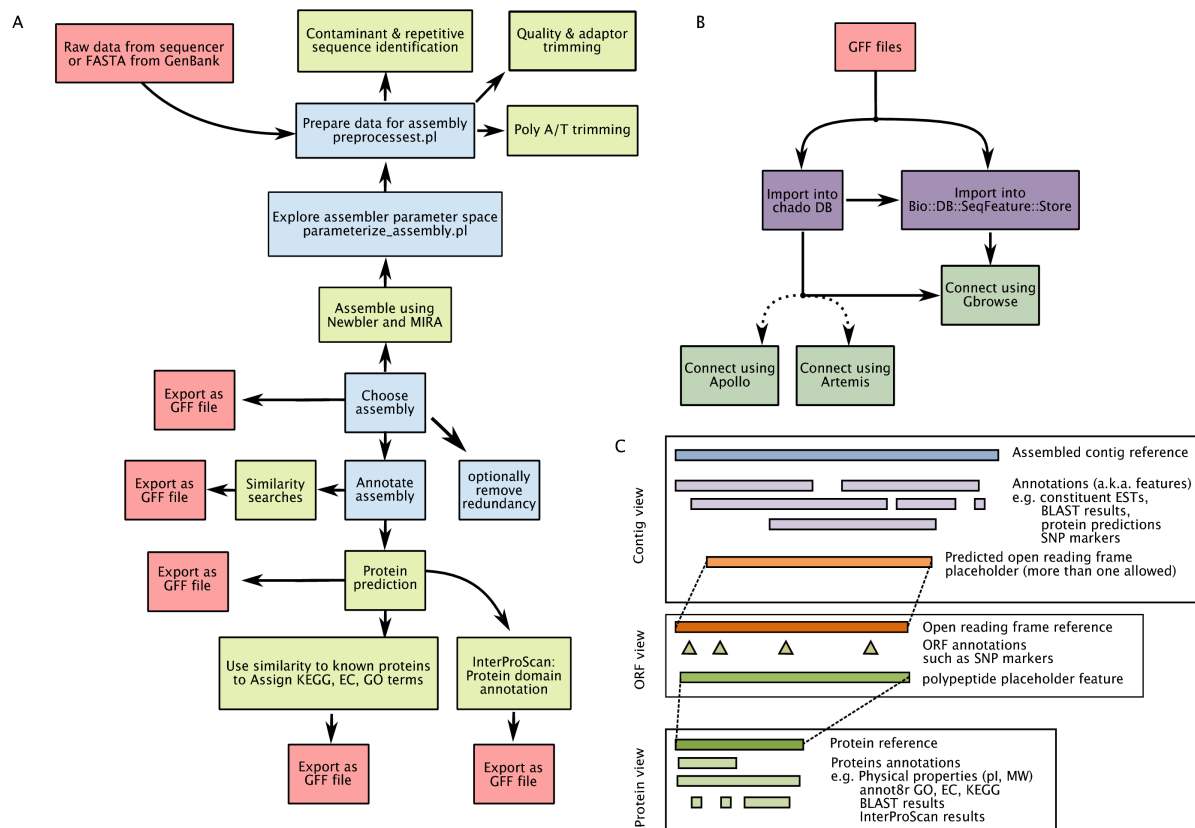 A
Raw data from sequencer
or FASTA from GenBank
Contaminant & repetitive
sequence identification
Quality & adaptor
trimming
Prepare data for assembly
preprocessest.pl
Poly A/T trimming
Explore assembler parameter space
parameterize_assembly.pl
Assemble using
Newbler and MIRA
Export as
GFF file
Choose
assembly
Export as
GFF file
Similarity
searches
Annotate
assembly
optionally
remove
redundancy
Export as
GFF file
Protein
prediction
Use similarity to known proteins
to Assign KEGG, EC, GO terms
InterProScan:
Protein domain
annotation
Export as
GFF file
Export as
GFF file
B
GFF files
Import into
chado DB
Import into
Bio::DB::SeqFeature::Store
Connect using
Gbrowse
Connect using
Apollo
Connect using
Artemis
C
Contig view
Assembled contig reference
Annotations (a.k.a. features)
e.g. constituent ESTs,
BLAST results,
protein predictions
SNP markers
Predicted open reading frame
placeholder (more than one allowed)
ORF view
Open reading frame reference
ORF annotations
such as SNP markers
polypeptide placeholder feature
Protein view
Protein reference
Proteins annotations
e.g. Physical properties (pI, MW)
annot8r GO, EC, KEGG
BLAST results
InterProScan results